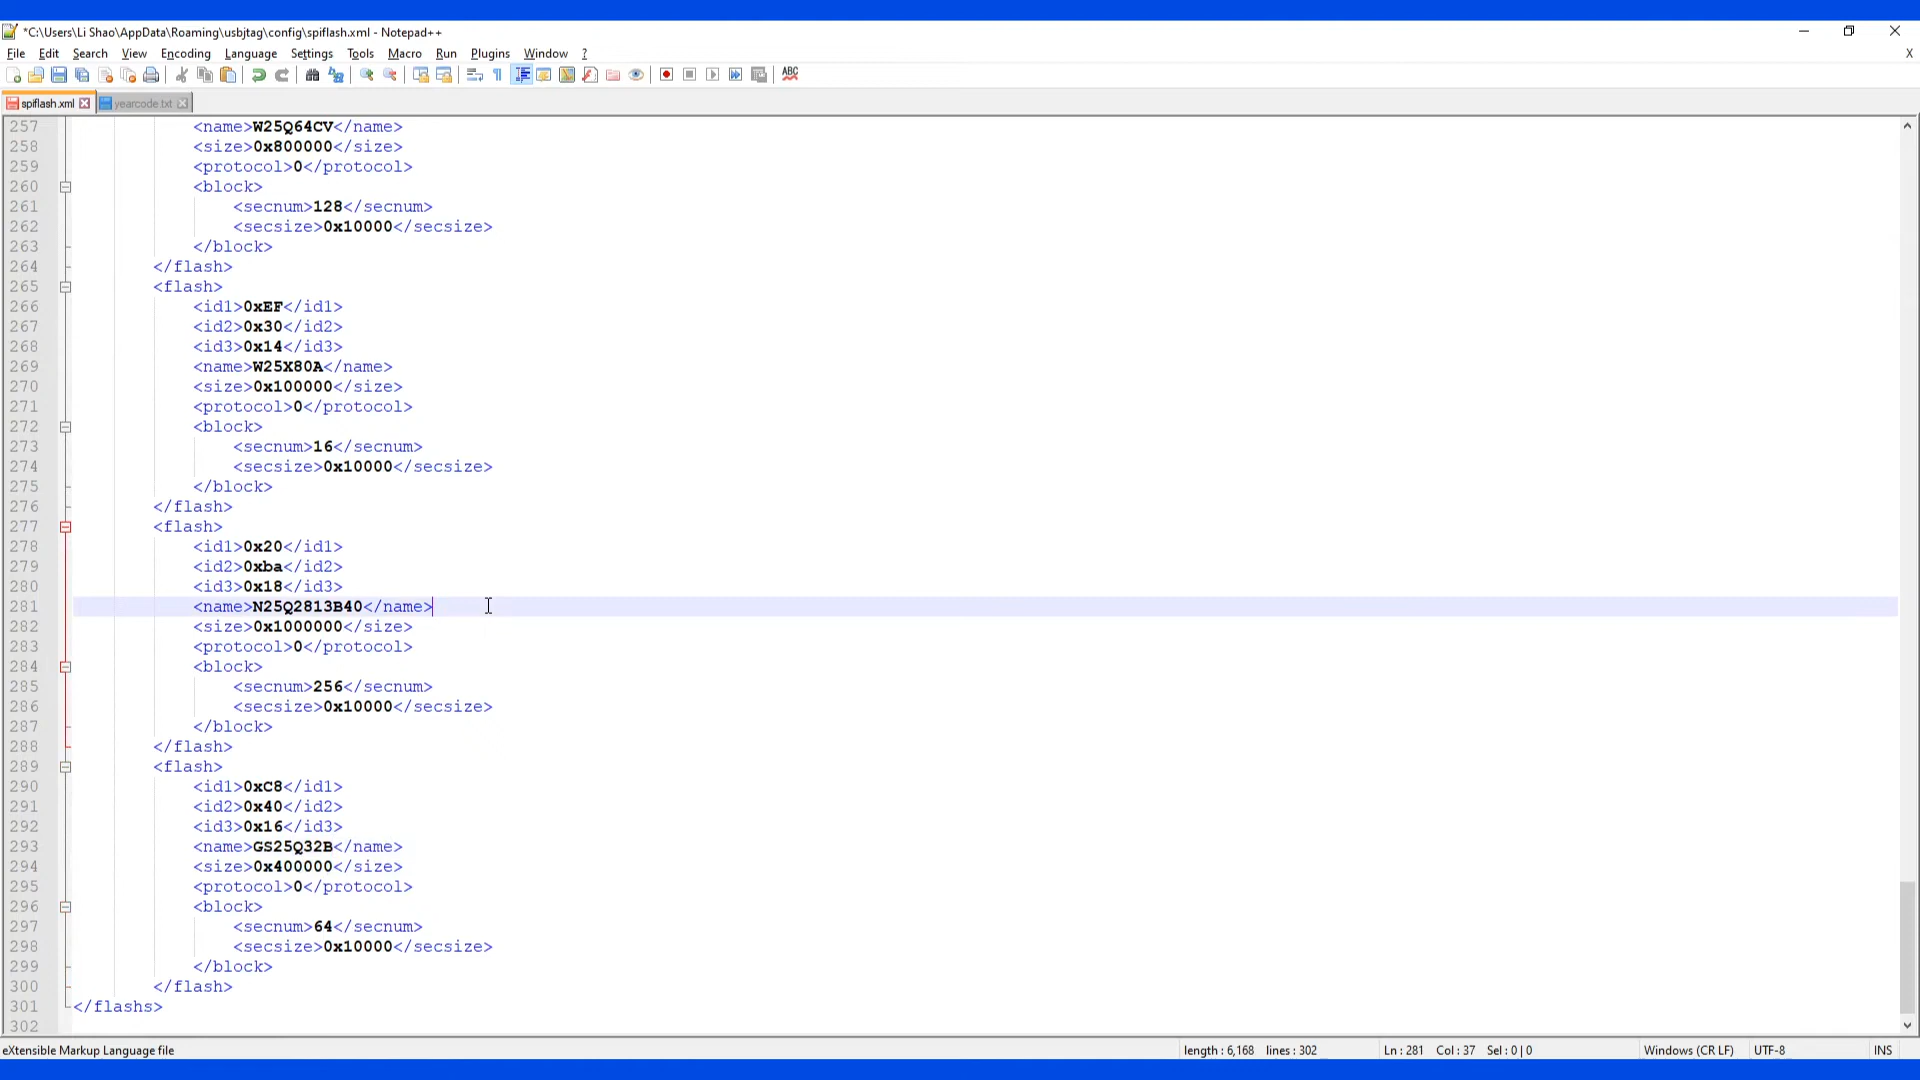 *C:\Users\Li Shao\AppData\Roaming\usbjtag\config\spiflash.xml - Notepad++
File Edit Search View Encoding Language Settings Tools Macro Run Plugins Window ? X
ABC
spiflash.xml yearcode.txt
257 <name>W25Q64CV</name>
258 <size>0x800000</size>
259 <protocol>0</protocol>
260 <block>
261 <secnum>128</secnum>
262 <secsize>0x10000</secsize>
263 </block>
264 </flash>
265 <flash>
266 <id1>0xEF</id1>
267 <id2>0x30</id2>
268 <id3>0x14</id3>
269 <name>W25X80A</name>
270 <size>0x100000</size>
271 <protocol>0</protocol>
272 <block>
273 <secnum>16</secnum>
274 <secsize>0x10000</secsize>
275 </block>
276 </flash>
277 <flash>
278 <id1>0x20</id1>
279 <id2>0xba</id2>
280 <id3>0x18</id3>
281 <name>N25Q2813B40</name>
282 <size>0x1000000</size>
283 <protocol>0</protocol>
284 <block>
285 <secnum>256</secnum>
286 <secsize>0x10000</secsize>
287 </block>
288 </flash>
289 <flash>
290 <id1>0xC8</id1>
291 <id2>0x40</id2>
292 <id3>0x16</id3>
293 <name>GS25Q32B</name>
294 <size>0x400000</size>
295 <protocol>0</protocol>
296 <block>
297 <secnum>64</secnum>
298 <secsize>0x10000</secsize>
299 </block>
300 </flash>
301 </flashs>
302
eXtensible Markup Language file length : 6,168 lines : 302 Ln : 281 Col : 37 Sel : 0 | 0 Windows (CR LF) UTF-8 INS